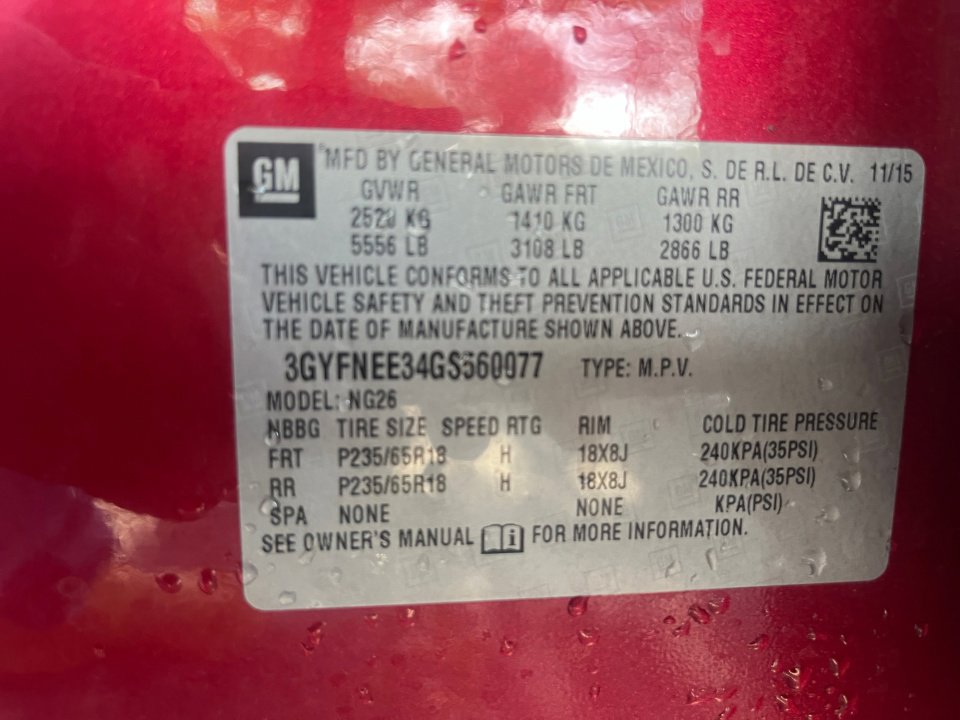 GM
MFD BY GENERAL MOTORS DE MEXICO, S. DE R.L. DE C.V. 11/15
GVWR GAWR FRT GAWR RR
2520 KG 1410 KG 1300 KG
5556 LB 3108 LB 2866 LB
THIS VEHICLE CONFORMS TO ALL APPLICABLE U.S. FEDERAL MOTOR
VEHICLE SAFETY AND THEFT PREVENTION STANDARDS IN EFFECT ON
THE DATE OF MANUFACTURE SHOWN ABOVE.
3GYFNEE34GS560077 TYPE: M.P.V.
MODEL: NG26
NBBG TIRE SIZE SPEED RTG RIM COLD TIRE PRESSURE
FRT P235/65R18 H 18X8J 240KPA(35PSI)
RR P235/65R18 H 18X8J 240KPA(35PSI)
SPA NONE NONE KPA(PSI)
SEE OWNER'S MANUAL i FOR MORE INFORMATION.